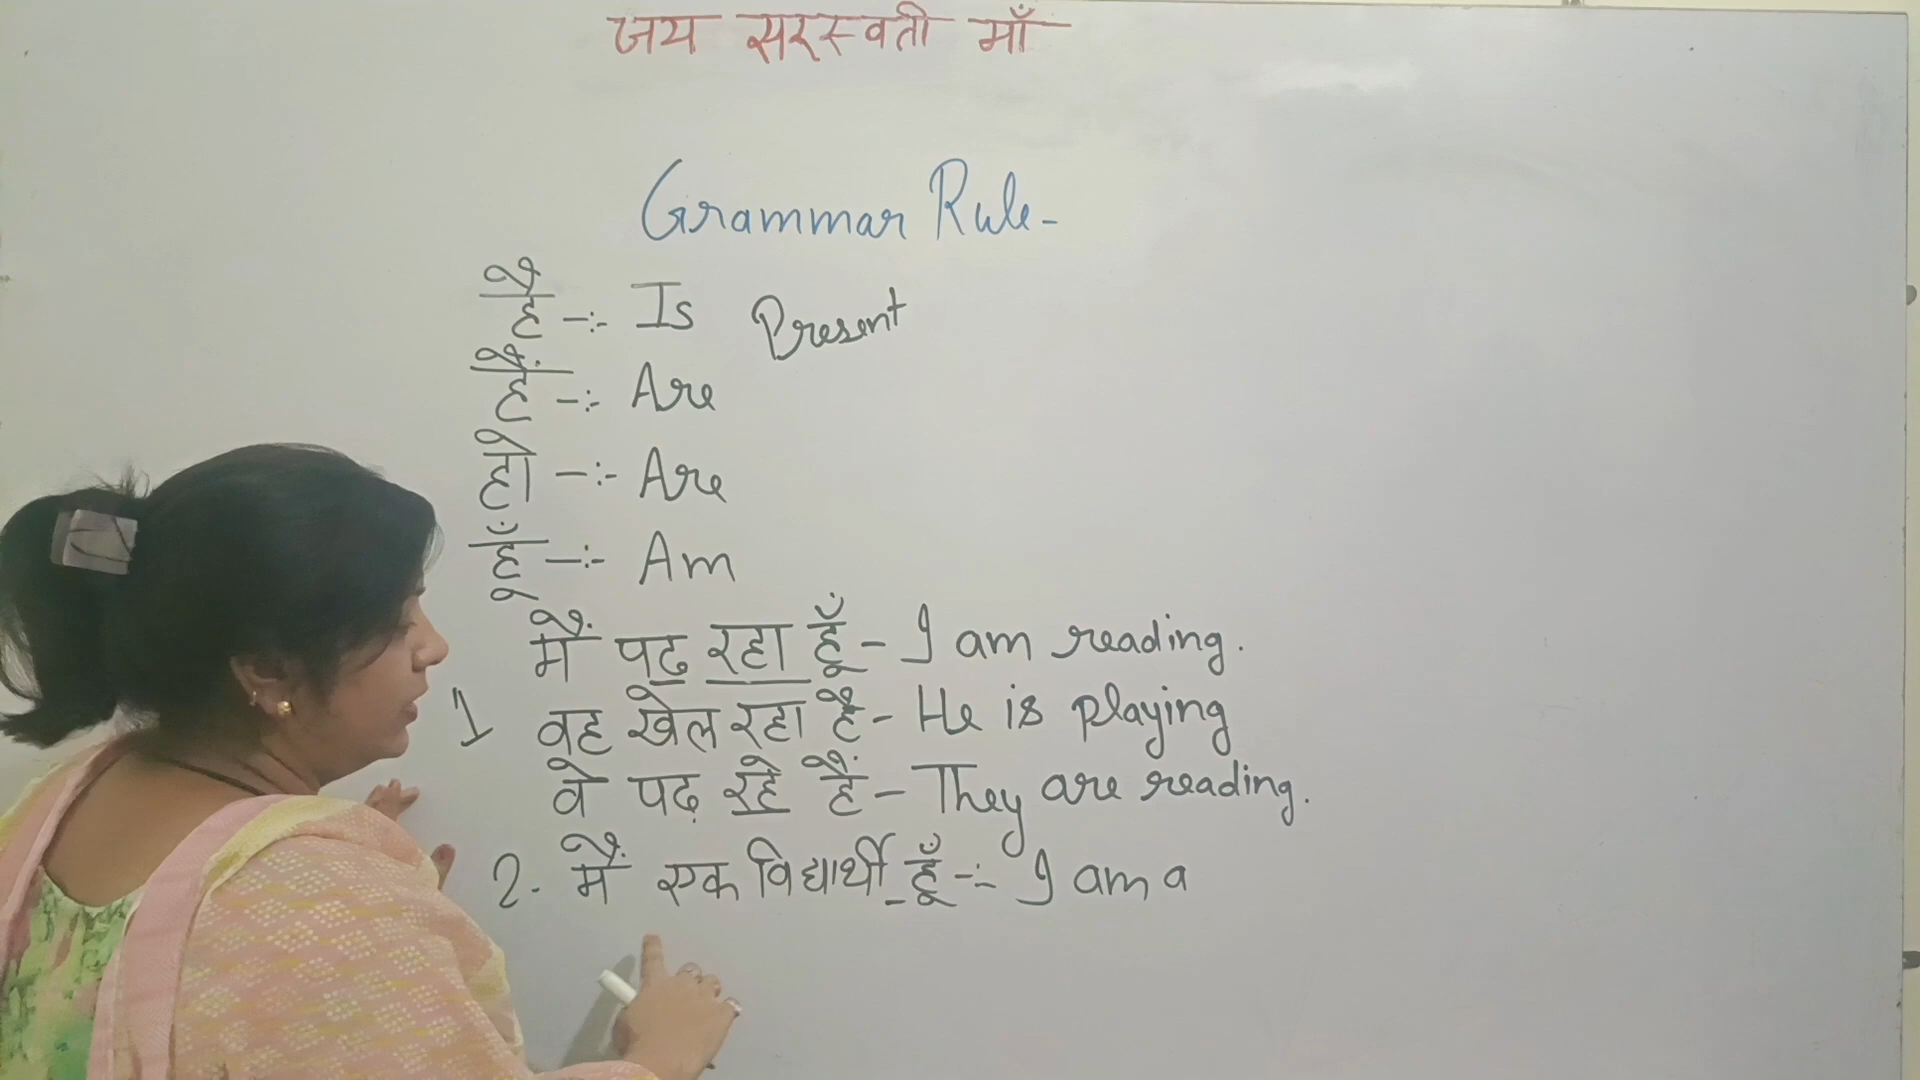 जय सरस्वती माँ
Grammar Rule-
है -:- Is Present
हैं -:- Are
हो -:- Are
हूँ -:- Am
मैं पढ रहा हूँ - I am reading.
1 वह खेल रहा है - He is playing
वे पढ़ रहे हैं - They are reading.
2. मैं एक विद्यार्थी हूँ -:- I am a